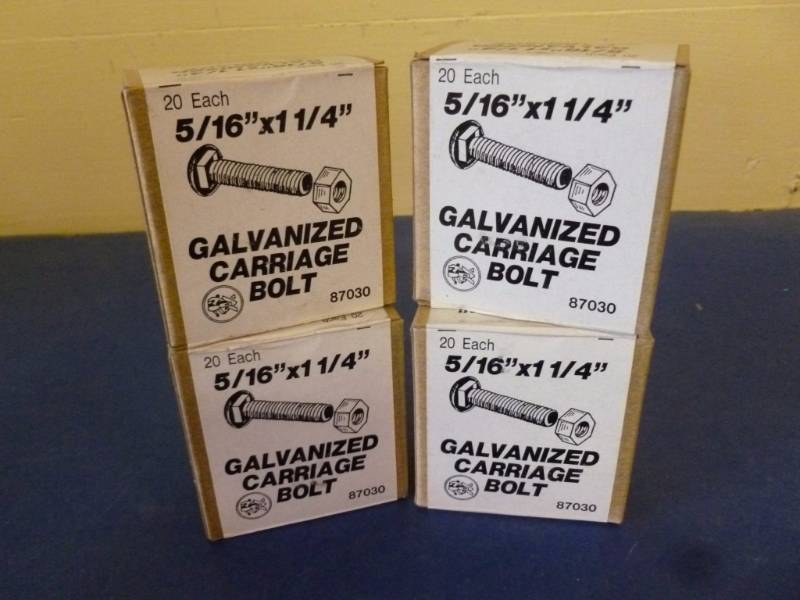 20 Each
5/16"x1 1/4"
GALVANIZED
CARRIAGE
BOLT
87030
20 Each
5/16"x1 1/4"
GALVANIZED
CARRIAGE
BOLT
87030
20 Each
5/16"x1 1/4"
GALVANIZED
CARRIAGE
BOLT
87030
20 Each
5/16"x1 1/4"
GALVANIZED
CARRIAGE
BOLT
87030